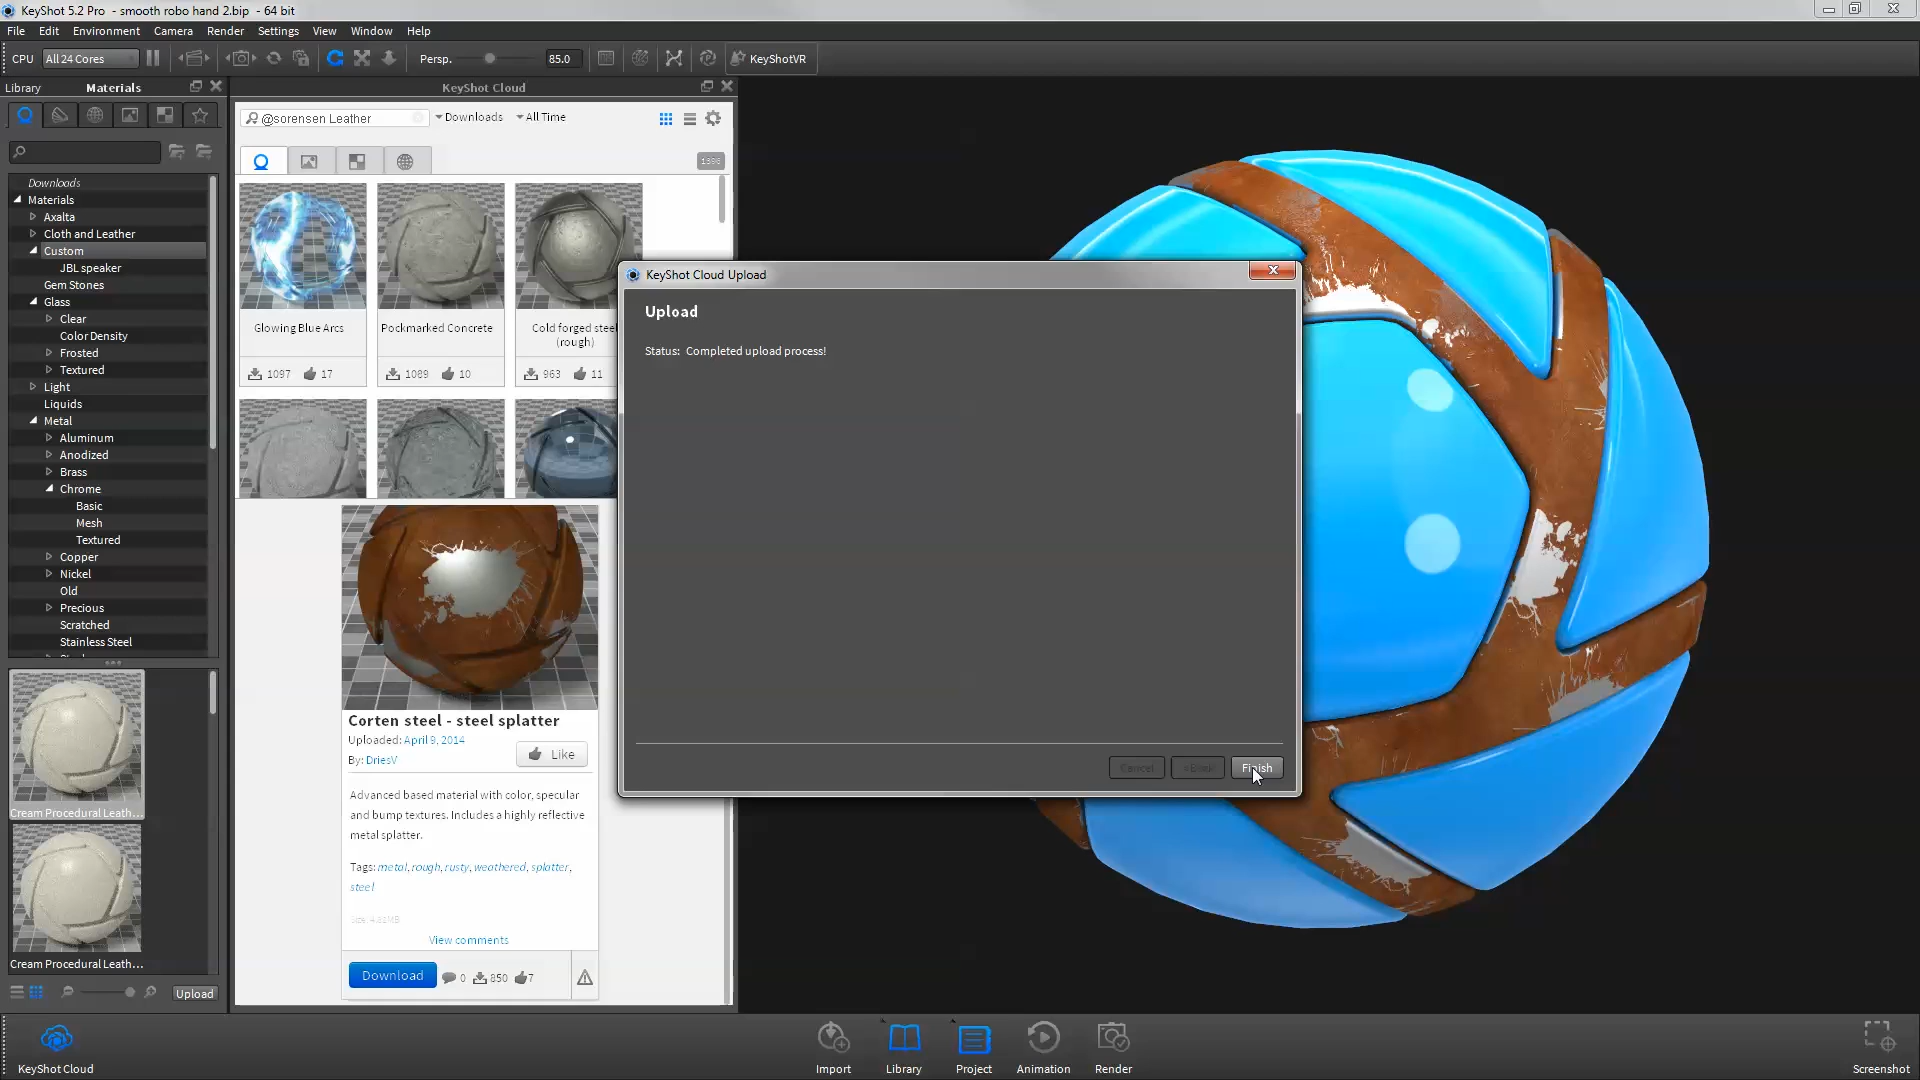 KeyShot 5.2 Pro  - smooth robo hand 2.bip  - 64 bit
File Edit Environment Camera Render Settings View Window Help
CPU All 24 Cores Persp. 85.0 KeyShotVR
Library Materials
KeyShot Cloud
@sorensen Leather Downloads All Time
1598
Downloads
Materials
Axalta
Cloth and Leather
Custom
JBL speaker
Gem Stones
Glass
Clear
Color Density
Frosted
Textured
Light
Liquids
Metal
Aluminum
Anodized
Brass
Chrome
Basic
Mesh
Textured
Copper
Nickel
Old
Precious
Scratched
Stainless Steel
Cream Procedural Leath...
Cream Procedural Leath...
Upload
Glowing Blue Arcs
1097 17
Pockmarked Concrete
1089 10
Cold forged steel
(rough)
963 11
Corten steel - steel splatter
Uploaded: April 9, 2014
By: DriesV
Like
Advanced based material with color, specular
and bump textures. Includes a highly reflective
metal splatter.
Tags: metal, rough, rusty, weathered, splatter,
steel
Size: 4.82MB
View comments
Download 0 850 7
KeyShot Cloud Upload
Upload
Status: Completed upload process!
Cancel Finish
KeyShot Cloud
Import
Library
Project
Animation
Render
Screenshot